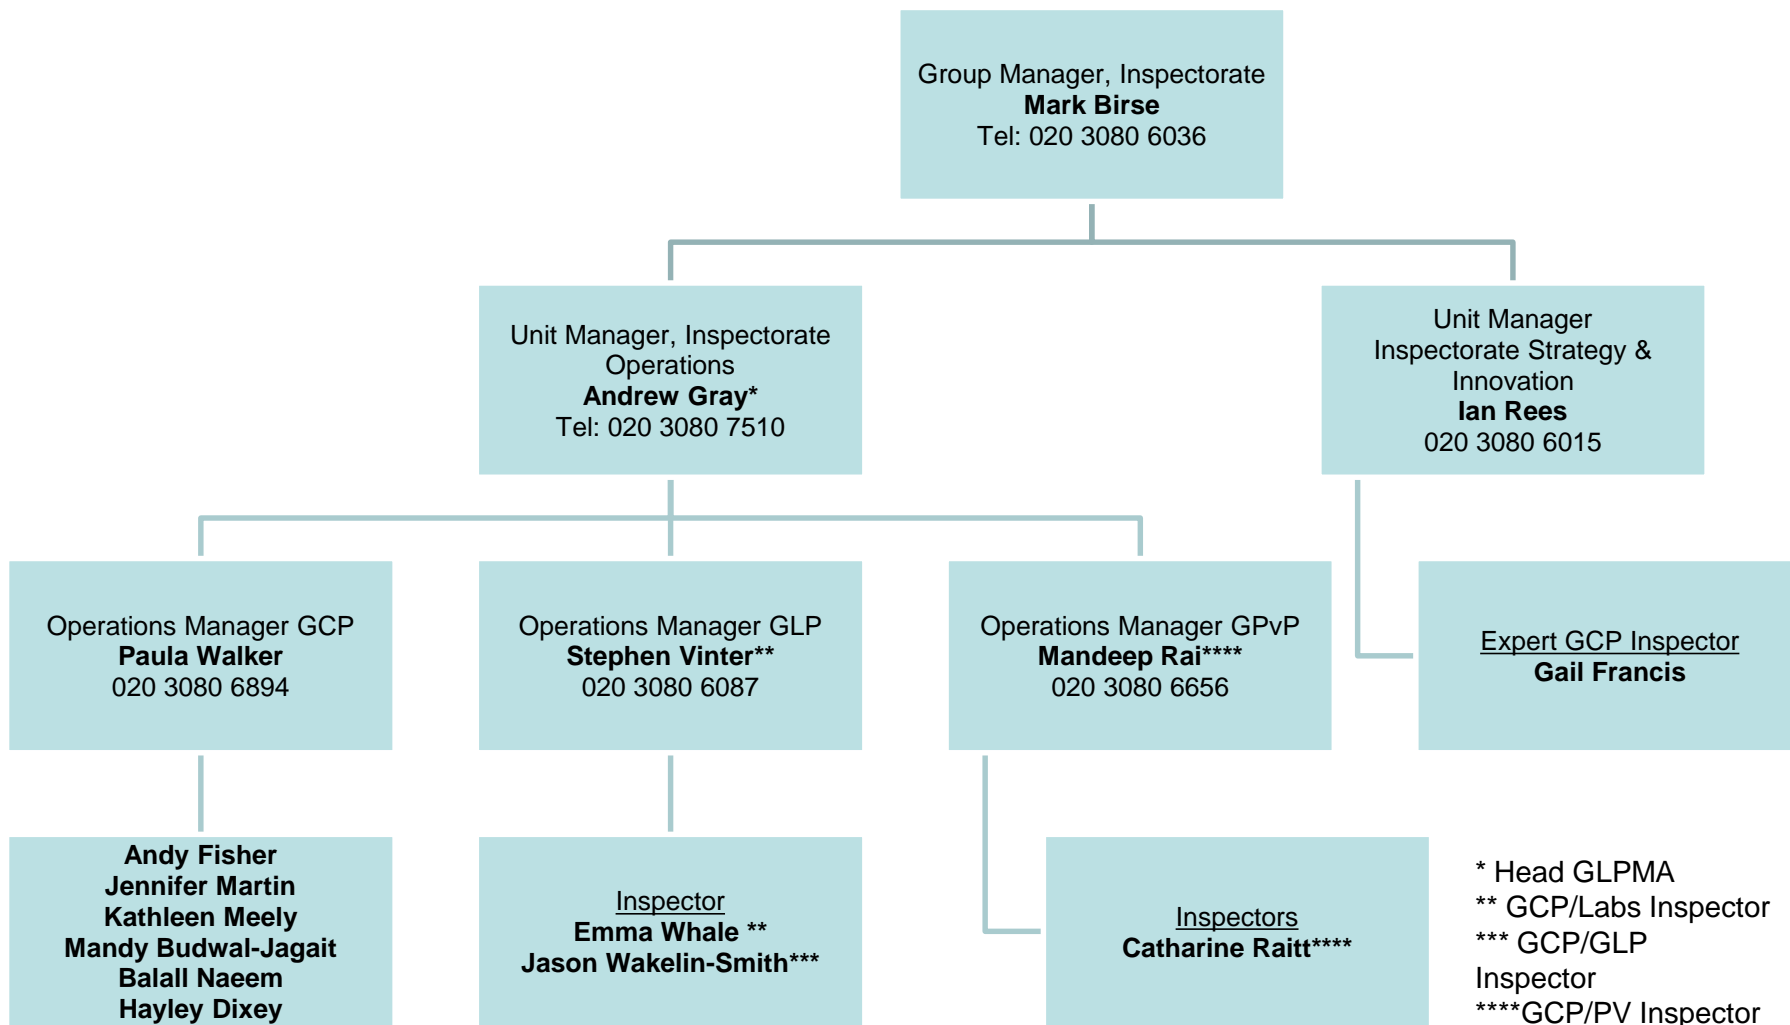 Group Manager, Inspectorate
Mark Birse
Tel: 020 3080 6036
Unit Manager, Inspectorate
Operations
Andrew Gray*
Tel: 020 3080 7510
Unit Manager
Inspectorate Strategy &
Innovation
Ian Rees
020 3080 6015
Operations Manager GCP
Paula Walker
020 3080 6894
Operations Manager GLP
Stephen Vinter**
020 3080 6087
Operations Manager GPvP
Mandeep Rai****
020 3080 6656
Expert GCP Inspector
Gail Francis
Andy Fisher
Jennifer Martin
Kathleen Meely
Mandy Budwal-Jagait
Balall Naeem
Hayley Dixey
Inspector
Emma Whale **
Jason Wakelin-Smith***
Inspectors
Catharine Raitt****
* Head GLPMA
** GCP/Labs Inspector
*** GCP/GLP
Inspector
****GCP/PV Inspector